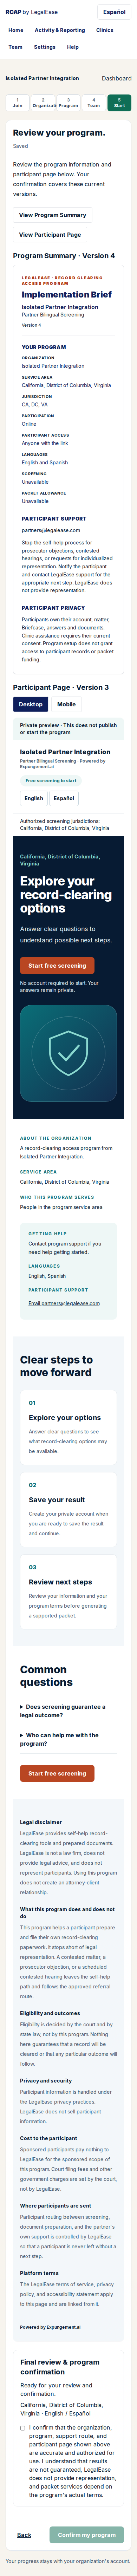 RCAP by LegalEase
Español
Home
Activity & Reporting
Clinics
Team
Settings
Help
Isolated Partner Integration
Dashboard
1
Join
2
Organization
3
Program
4
Team
5
Start
Review your program.
Saved
Review the program information and
participant page below. Your
confirmation covers these current
versions.
View Program Summary
View Participant Page
Program Summary · Version 4
LEGALEASE · RECORD CLEARING
ACCESS PROGRAM
Implementation Brief
Isolated Partner Integration
Partner Bilingual Screening
Version 4
YOUR PROGRAM
ORGANIZATION
Isolated Partner Integration
SERVICE AREA
California, District of Columbia, Virginia
JURISDICTION
CA, DC, VA
PARTICIPATION
Online
PARTICIPANT ACCESS
Anyone with the link
LANGUAGES
English and Spanish
SCREENING
Unavailable
PACKET ALLOWANCE
Unavailable
PARTICIPANT SUPPORT
partners@legalease.com
Stop the self-help process for
prosecutor objections, contested
hearings, or requests for individualized
representation. Notify the participant
and contact LegalEase support for the
appropriate next step. LegalEase does
not provide representation.
PARTICIPANT PRIVACY
Participants own their account, matter,
Briefcase, answers and documents.
Clinic assistance requires their current
consent. Program setup does not grant
access to participant records or packet
funding.
Participant Page · Version 3
Desktop
Mobile
Private preview · This does not publish
or start the program
Isolated Partner Integration
Partner Bilingual Screening · Powered by
Expungement.ai
Free screening to start
English
Español
Authorized screening jurisdictions:
California, District of Columbia, Virginia
California, District of Columbia,
Virginia
Explore your
record-clearing
options
Answer clear questions to
understand possible next steps.
Start free screening
No account required to start. Your
answers remain private.
ABOUT THE ORGANIZATION
A record-clearing access program from
Isolated Partner Integration.
SERVICE AREA
California, District of Columbia, Virginia
WHO THIS PROGRAM SERVES
People in the program service area
GETTING HELP
Contact program support if you
need help getting started.
LANGUAGES
English, Spanish
PARTICIPANT SUPPORT
Email partners@legalease.com
Clear steps to
move forward
01
Explore your options
Answer clear questions to see
what record-clearing options may
be available.
02
Save your result
Create your private account when
you are ready to save the result
and continue.
03
Review next steps
Review your information and your
program terms before generating
a supported packet.
Common
questions
Does screening guarantee a
legal outcome?
Who can help me with the
program?
Start free screening
Legal disclaimer
LegalEase provides self-help record-
clearing tools and prepared documents.
LegalEase is not a law firm, does not
provide legal advice, and does not
represent participants. Using this program
does not create an attorney-client
relationship.
What this program does and does not
do
This program helps a participant prepare
and file their own record-clearing
paperwork. It stops short of legal
representation. A contested matter, a
prosecutor objection, or a scheduled
contested hearing leaves the self-help
path and follows the approved referral
route.
Eligibility and outcomes
Eligibility is decided by the court and by
state law, not by this program. Nothing
here guarantees that a record will be
cleared or that any particular outcome will
follow.
Privacy and security
Participant information is handled under
the LegalEase privacy practices.
LegalEase does not sell participant
information.
Cost to the participant
Sponsored participants pay nothing to
LegalEase for the sponsored scope of
this program. Court filing fees and other
government charges are set by the court,
not by LegalEase.
Where participants are sent
Participant routing between screening,
document preparation, and the partner's
own support is controlled by LegalEase
so that a participant is never left without a
next step.
Platform terms
The LegalEase terms of service, privacy
policy, and accessibility statement apply
to this page and are linked from it.
Powered by Expungement.ai
Final review & program
confirmation
Ready for your review and
confirmation.
California, District of Columbia,
Virginia · English / Español
I confirm that the organization,
program, support route, and
participant page shown above
are accurate and authorized for
use. I understand that results
are not guaranteed, LegalEase
does not provide representation,
and packet services depend on
the program's actual terms.
Back
Confirm my program
Your progress stays with your organization's account.